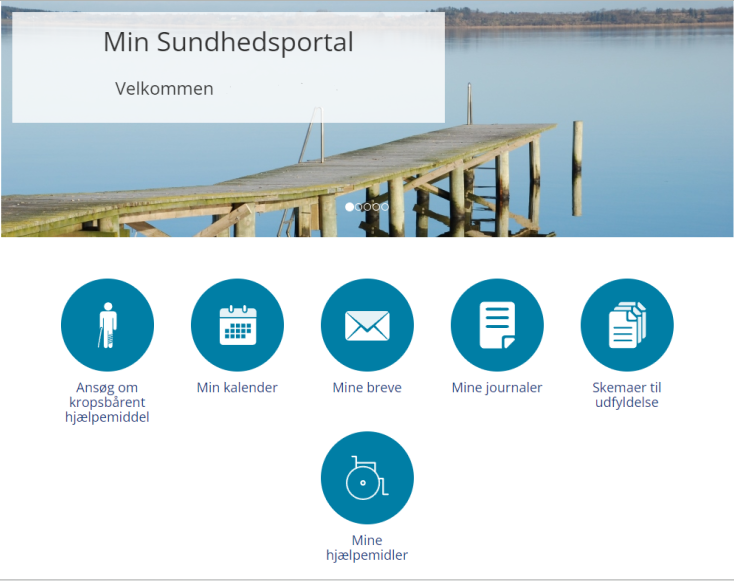 Min Sundhedsportal
Velkommen
Ansøg om
kropsbårent
hjælpemiddel
Min kalender
Mine breve
Mine journaler
Skemaer til
udfyldelse
Mine
hjælpemidler